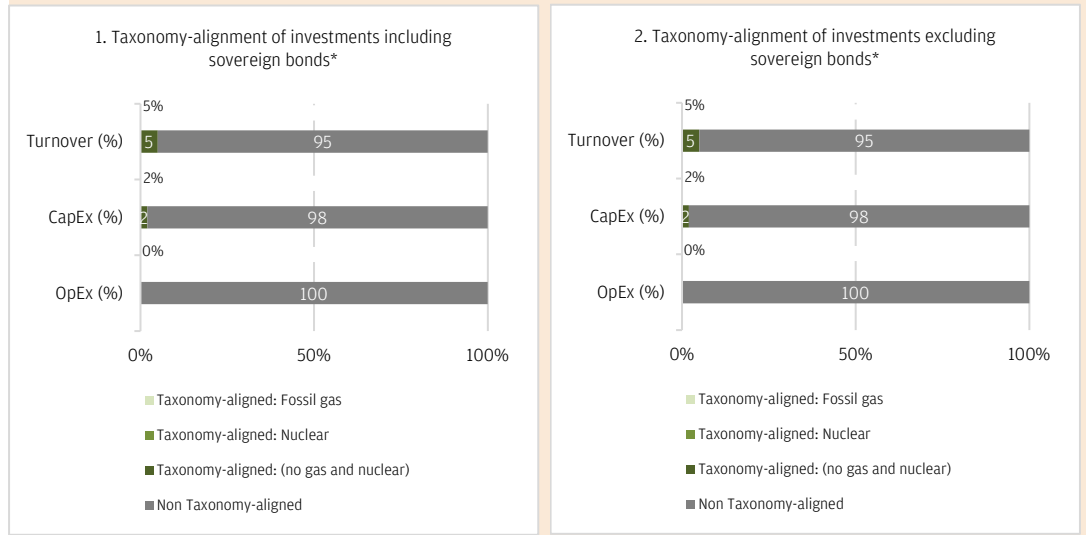 1. Taxonomy-alignment of investments including
sovereign bonds*
5%
Turnover (%)
5
95
2%
CapEx (%)
2
98
0%
OpEx (%)
100
0%
50%
100%
Taxonomy-aligned: Fossil gas
Taxonomy-aligned: Nuclear
Taxonomy-aligned: (no gas and nuclear)
Non Taxonomy-aligned
2. Taxonomy-alignment of investments excluding
sovereign bonds*
5%
Turnover (%)
5
95
2%
CapEx (%)
2
98
0%
OpEx (%)
100
0%
50%
100%
Taxonomy-aligned: Fossil gas
Taxonomy-aligned: Nuclear
Taxonomy-aligned: (no gas and nuclear)
Non Taxonomy-aligned